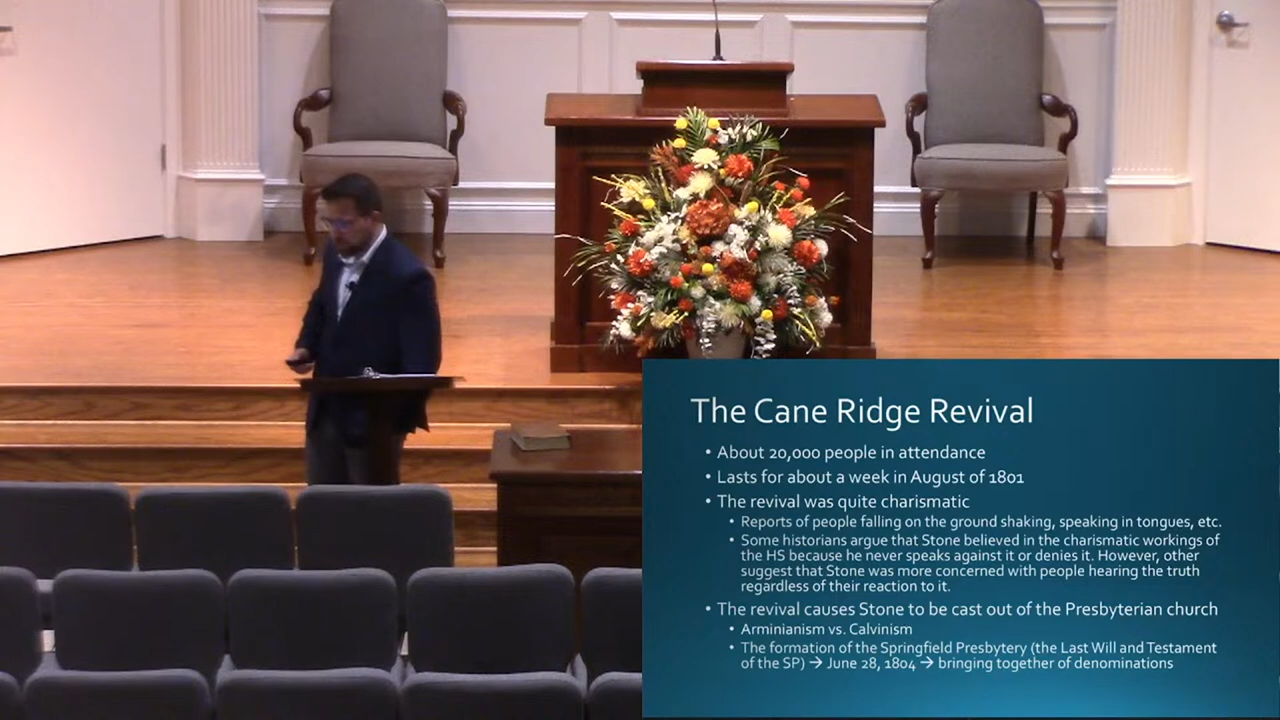 The Cane Ridge Revival
• About 20,000 people in attendance
• Lasts for about a week in August of 1801
• The revival was quite charismatic
• Reports of people falling on the ground shaking, speaking in tongues, etc.
• Some historians argue that Stone believed in the charismatic workings of
the HS because he never speaks against it or denies it. However, other
suggest that Stone was more concerned with people hearing the truth
regardless of their reaction to it.
• The revival causes Stone to be cast out of the Presbyterian church
• Arminianism vs. Calvinism
• The formation of the Springfield Presbytery (the Last Will and Testament
of the SP) → June 28, 1804 → bringing together of denominations